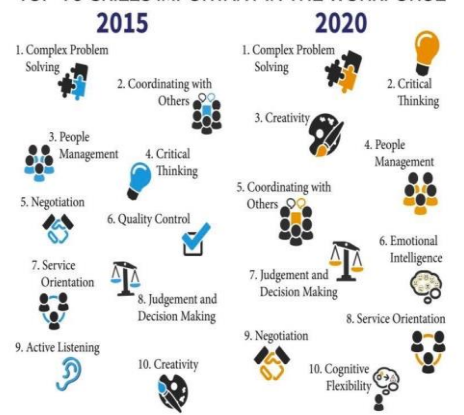 2015
1. Complex Problem
Solving
2. Coordinating with
Others
3. People
Management
4. Critical
Thinking
5. Negotiation
6. Quality Control
7. Service
Orientation
8. Judgement and
Decision Making
9. Active Listening
10. Creativity
2020
1. Complex Problem
Solving
2. Critical
Thinking
3. Creativity
4. People
Management
5. Coordinating with
Others
6. Emotional
Intelligence
7. Judgement and
Decision Making
8. Service Orientation
9. Negotiation
10. Cognitive
Flexibility